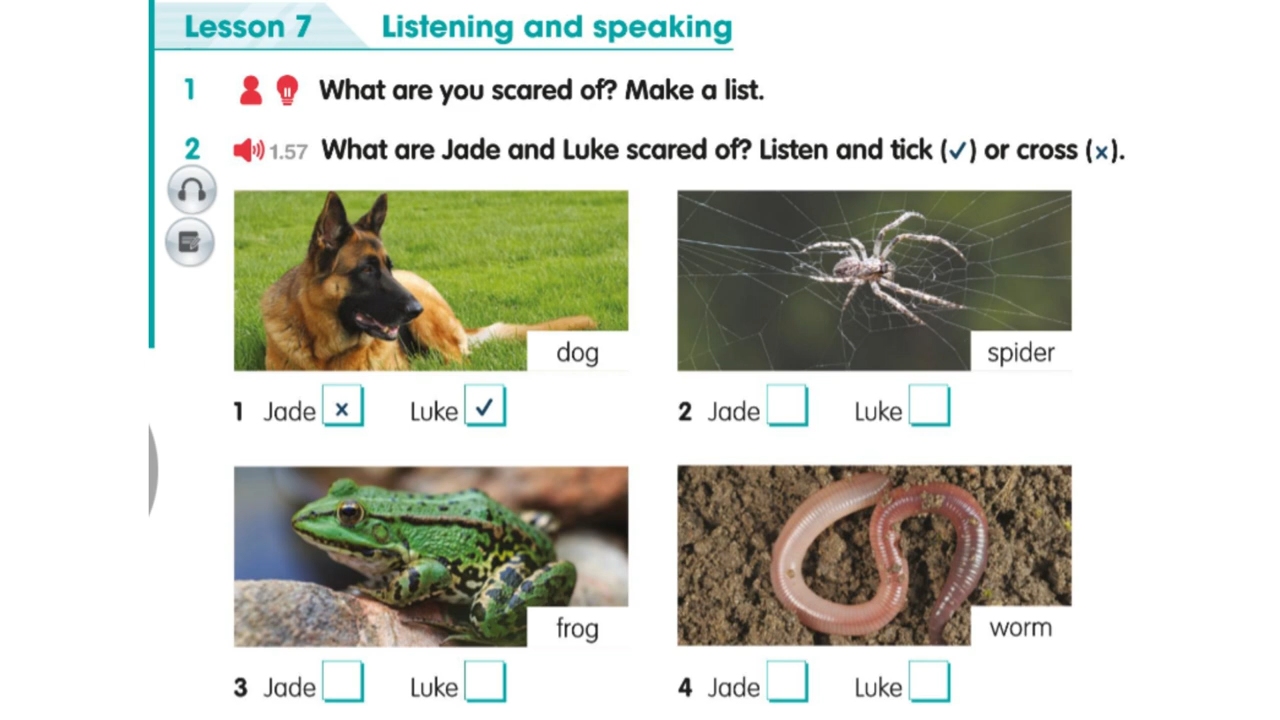 Lesson 7 Listening and speaking
1 What are you scared of? Make a list.
2 1.57 What are Jade and Luke scared of? Listen and tick (✓) or cross (×).
dog
spider
1 Jade × Luke ✓
2 Jade Luke
frog
worm
3 Jade Luke
4 Jade Luke